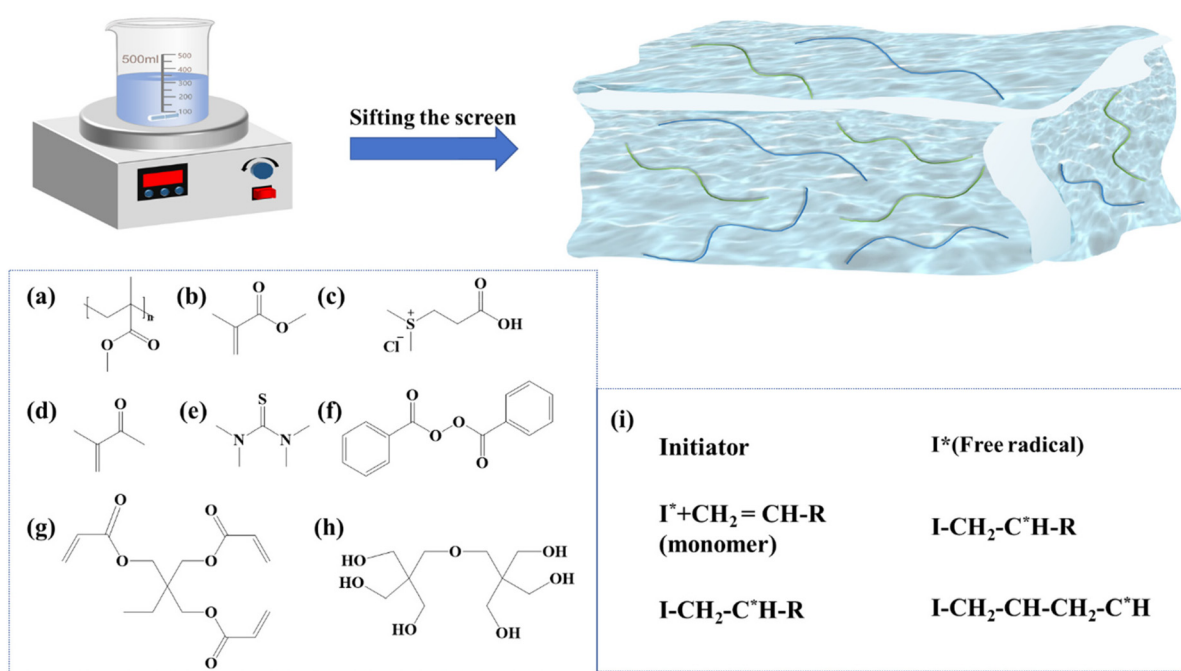 500ml
500
400
300
200
100
Sifting the screen
(a)
n
O
O
(b)
O
O
(c)
O
S
+
OH
Cl⁻
(d)
O
(e)
S
N
N
(f)
O
O
O
O
(g)
O
O
O
O
O
O
(h)
HO
O
OH
HO
OH
HO
OH
(i)
Initiator
I*(Free radical)
I*+CH₂ = CH-R
(monomer)
I-CH₂-C*H-R
I-CH₂-C*H-R
I-CH₂-CH-CH₂-C*H